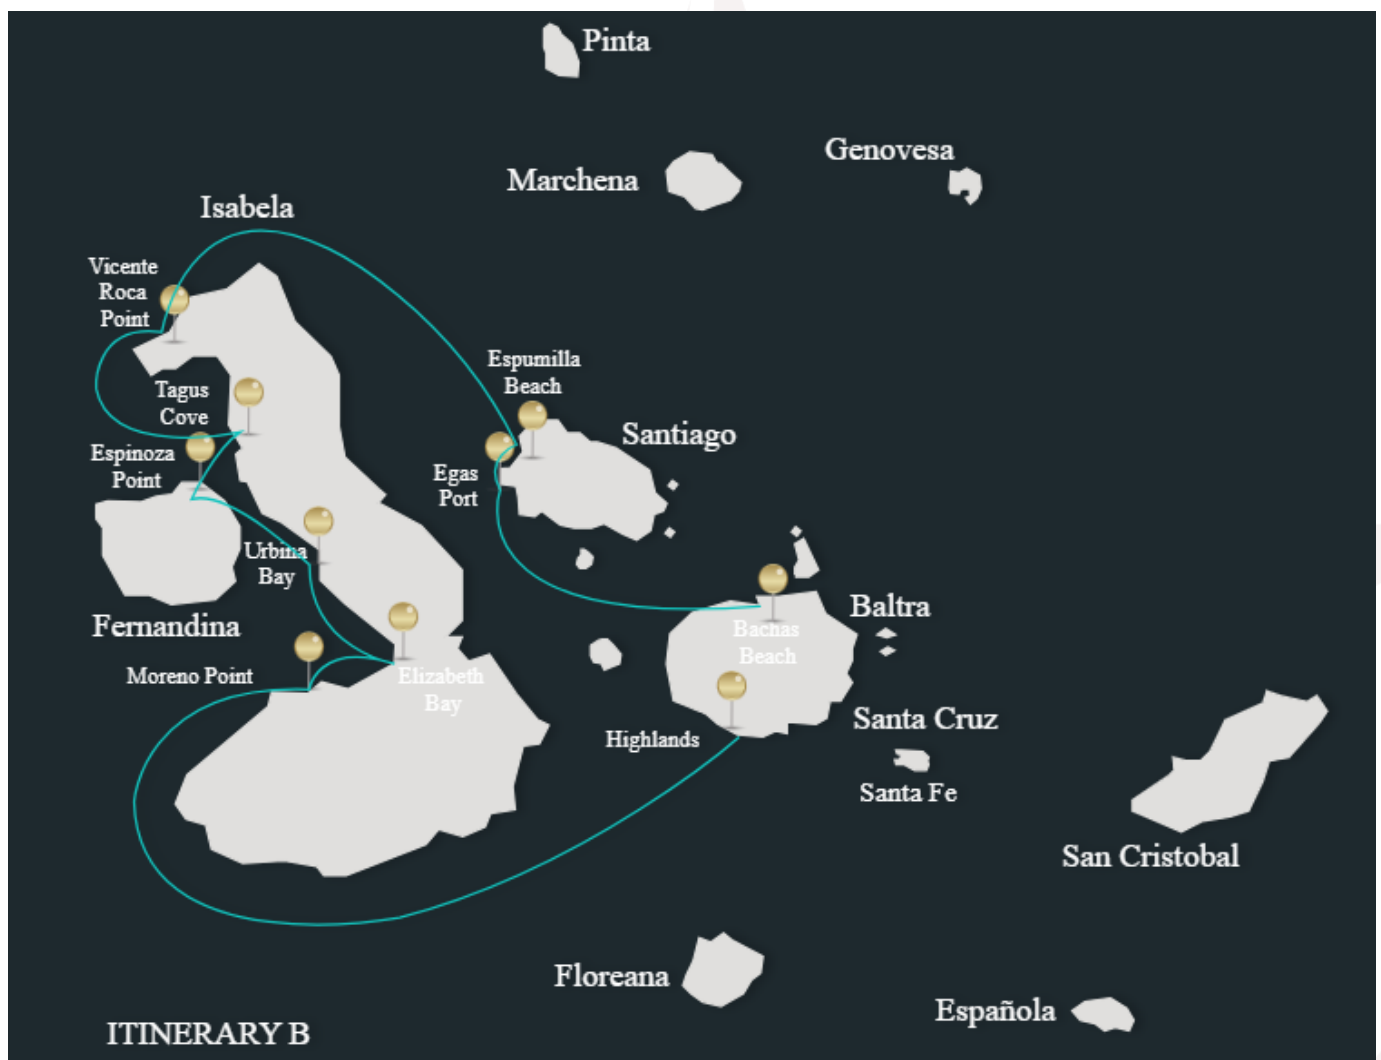 Pinta
Genovesa
Marchena
Isabela
Vicente
Roca
Point
Espumilla
Beach
Tagus
Cove
Santiago
Espinoza
Point
Egas
Port
Urbina
Bay
Baltra
Fernandina
Bachas
Beach
Moreno Point
Elizabeth
Bay
Santa Cruz
Highlands
Santa Fe
San Cristobal
Floreana
Española
ITINERARY B